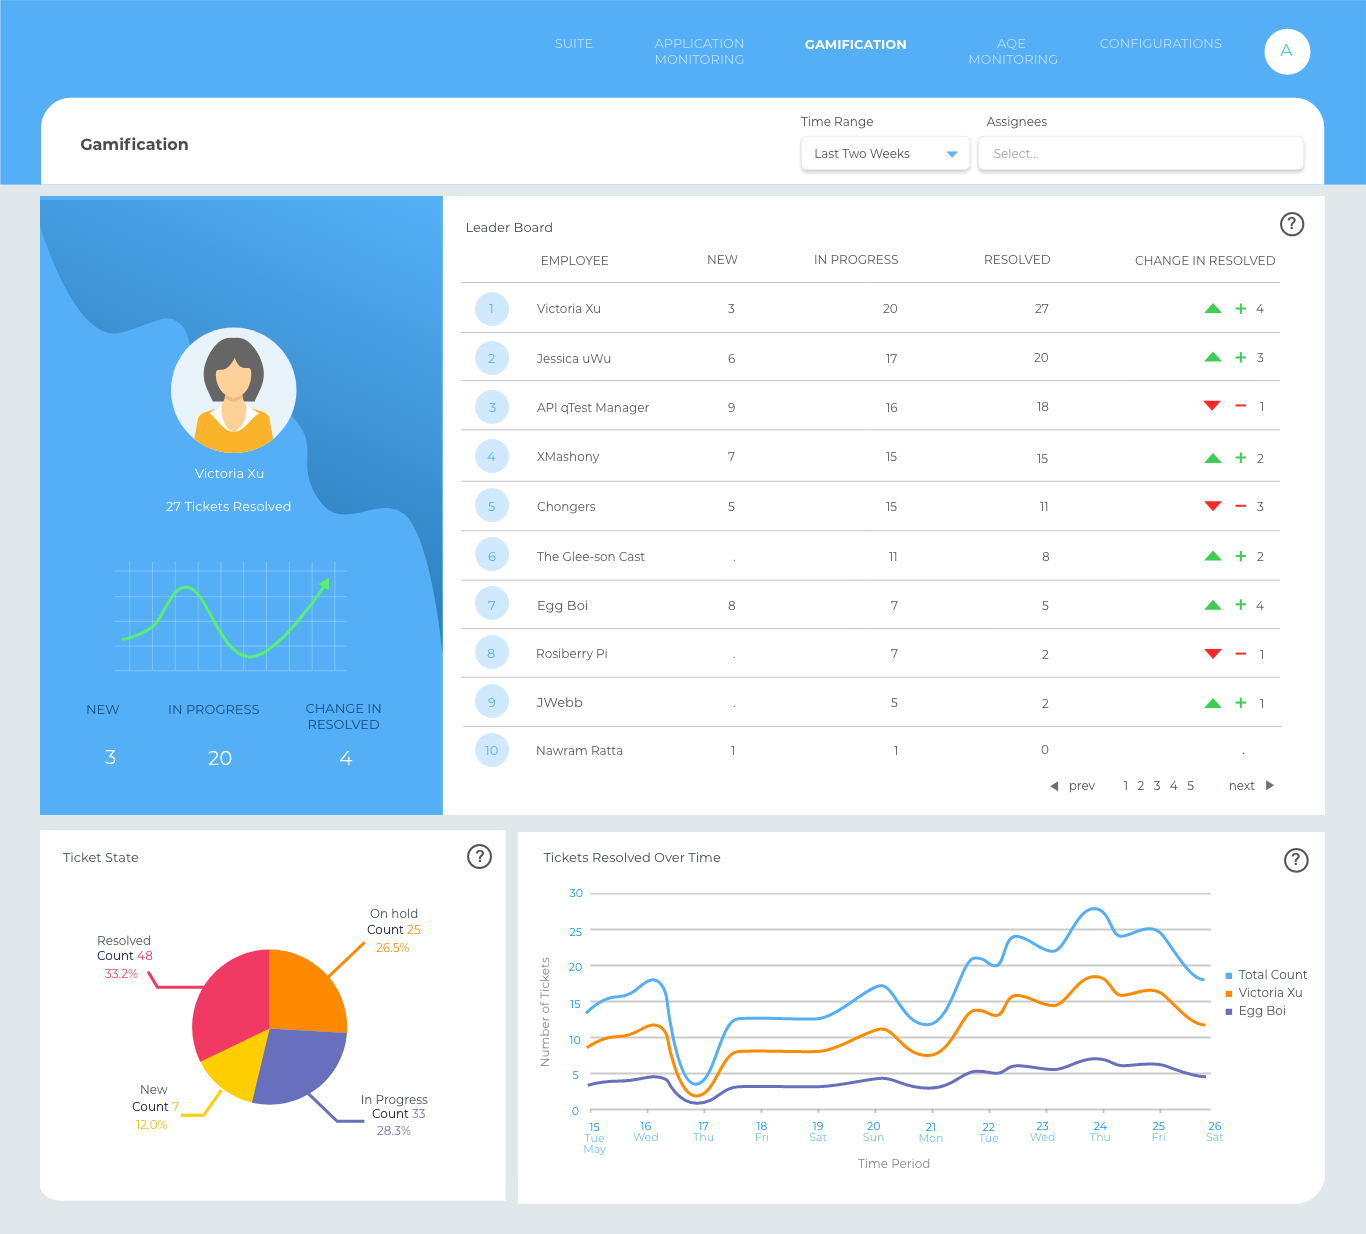 SUITE
APPLICATION
MONITORING
GAMIFICATION
AQE
MONITORING
CONFIGURATIONS
A
Gamification
Time Range
Assignees
Last Two Weeks
Select...
Victoria Xu
27 Tickets Resolved
NEW
IN PROGRESS
CHANGE IN
RESOLVED
3
20
4
Leader Board
?
EMPLOYEE NEW IN PROGRESS RESOLVED CHANGE IN RESOLVED
1 Victoria Xu 3 20 27 + 4
2 Jessica uWu 6 17 20 + 3
3 API qTest Manager 9 16 18 − 1
4 XMashony 7 15 15 + 2
5 Chongers 5 15 11 − 3
6 The Glee-son Cast . 11 8 + 2
7 Egg Boi 8 7 5 + 4
8 Rosiberry Pi . 7 2 − 1
9 JWebb . 5 2 + 1
10 Nawram Ratta 1 1 0 .
prev 1 2 3 4 5 next
Ticket State
?
On hold
Count 25
26.5%
Resolved
Count 48
33.2%
New
Count 7
12.0%
In Progress
Count 33
28.3%
Tickets Resolved Over Time
?
Number of Tickets
30
25
20
15
10
5
0
15 16 17 18 19 20 21 22 23 24 25 26
Tue Wed Thu Fri Sat Sun Mon Tue Wed Thu Fri Sat
May
Time Period
Total Count
Victoria Xu
Egg Boi